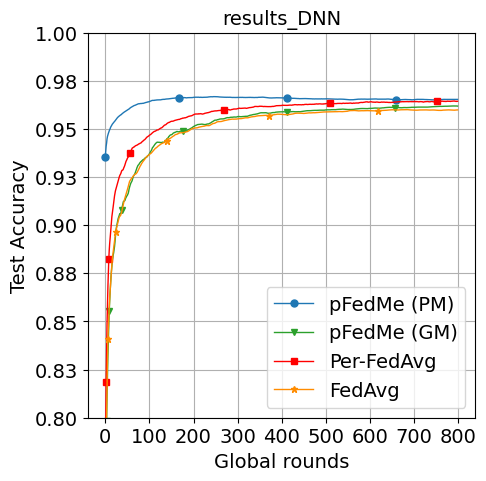 results_DNN
1.00
0.98
0.95
0.93
0.90
0.88
0.85
0.83
0.80
Test Accuracy
pFedMe (PM)
pFedMe (GM)
Per-FedAvg
FedAvg
0 100 200 300 400 500 600 700 800
Global rounds